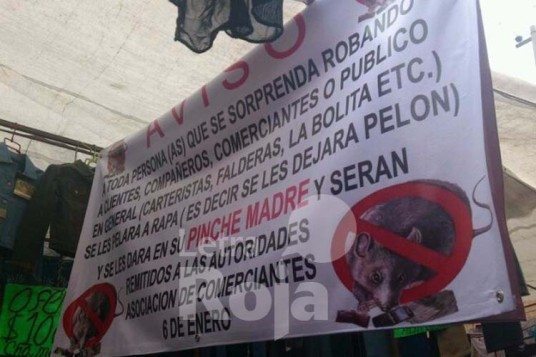 AVISO
A TODA PERSONA (AS) QUE SE SORPRENDA ROBANDO
A CLIENTES, COMPAÑEROS, COMERCIANTES O PUBLICO
EN GENERAL (CARTERISTAS, FALDERAS, LA BOLITA ETC.)
SE LES PELARA A RAPA ( ES DECIR SE LES DEJARA PELON)
Y SE LES DARA EN SU PINCHE MADRE Y SERAN
REMITIDOS A LAS AUTORIDADES
ASOCIACION DE COMERCIANTES
6 DE ENERO
Roja